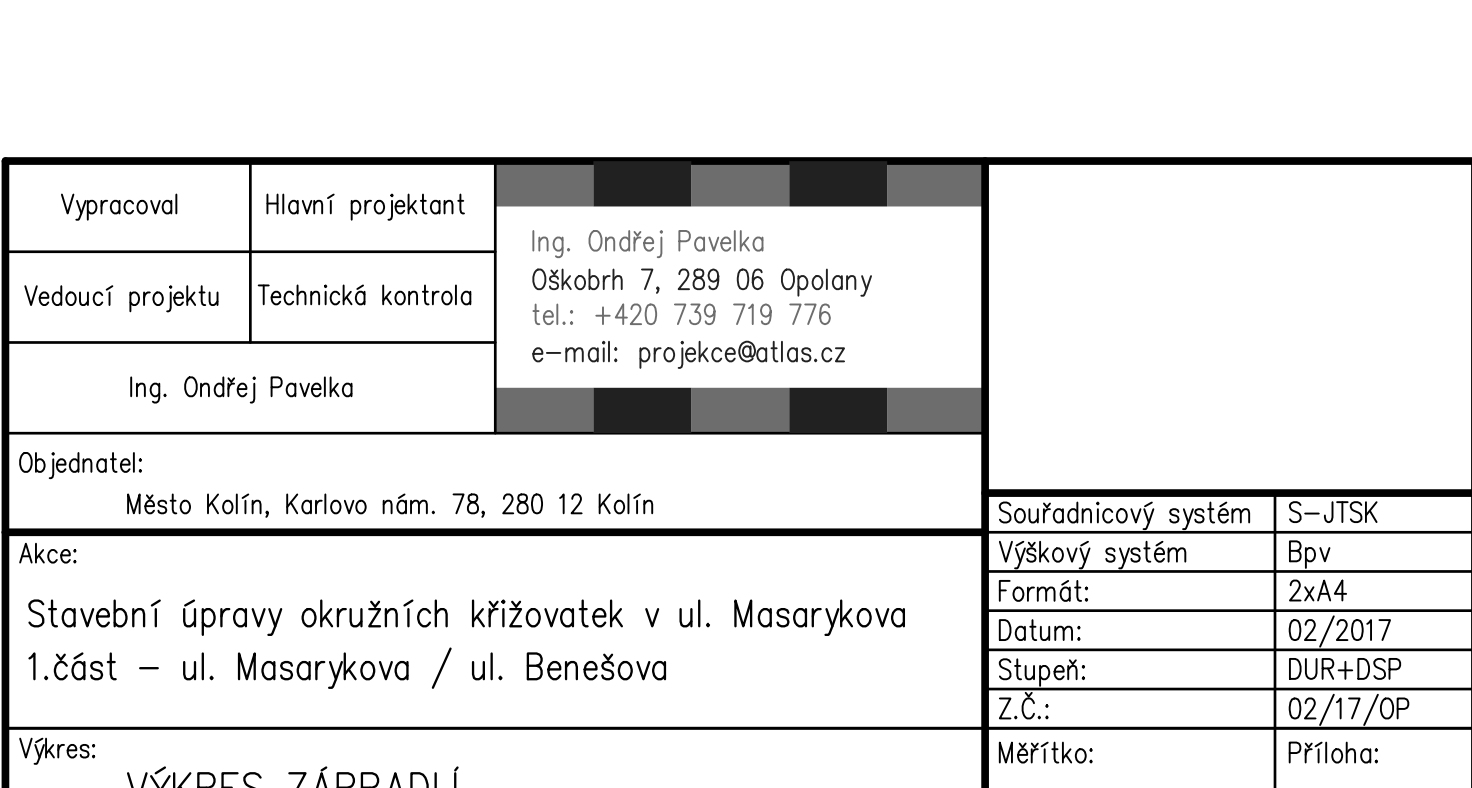 Vypracoval
Hlavní projektant
Vedoucí projektu
Technická kontrola
Ing. Ondřej Pavelka
Ing. Ondřej Pavelka
Oškobrh 7, 289 06 Opolany
tel.: +420 739 719 776
e-mail: projekce@atlas.cz
Objednatel:
Město Kolín, Karlovo nám. 78, 280 12 Kolín
Akce:
Stavební úpravy okružních křižovatek v ul. Masarykova
1.část – ul. Masarykova / ul. Benešova
Výkres:
VÝKRES ZÁBRADLÍ
Souřadnicový systém S-JTSK
Výškový systém Bpv
Formát: 2xA4
Datum: 02/2017
Stupeň: DUR+DSP
Z.Č.: 02/17/OP
Měřítko: Příloha: